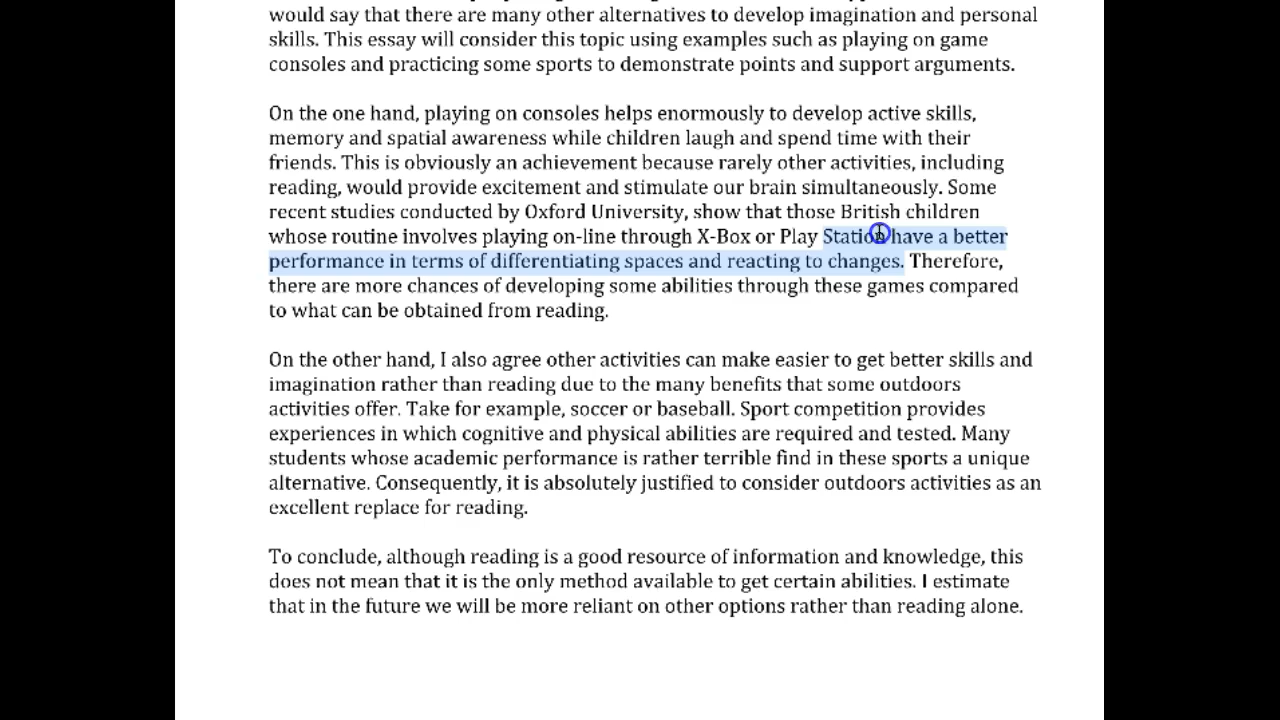 would say that there are many other alternatives to develop imagination and personal
skills. This essay will consider this topic using examples such as playing on game
consoles and practicing some sports to demonstrate points and support arguments.
On the one hand, playing on consoles helps enormously to develop active skills,
memory and spatial awareness while children laugh and spend time with their
friends. This is obviously an achievement because rarely other activities, including
reading, would provide excitement and stimulate our brain simultaneously. Some
recent studies conducted by Oxford University, show that those British children
whose routine involves playing on-line through X-Box or Play Station have a better
performance in terms of differentiating spaces and reacting to changes. Therefore,
there are more chances of developing some abilities through these games compared
to what can be obtained from reading.
On the other hand, I also agree other activities can make easier to get better skills and
imagination rather than reading due to the many benefits that some outdoors
activities offer. Take for example, soccer or baseball. Sport competition provides
experiences in which cognitive and physical abilities are required and tested. Many
students whose academic performance is rather terrible find in these sports a unique
alternative. Consequently, it is absolutely justified to consider outdoors activities as an
excellent replace for reading.
To conclude, although reading is a good resource of information and knowledge, this
does not mean that it is the only method available to get certain abilities. I estimate
that in the future we will be more reliant on other options rather than reading alone.